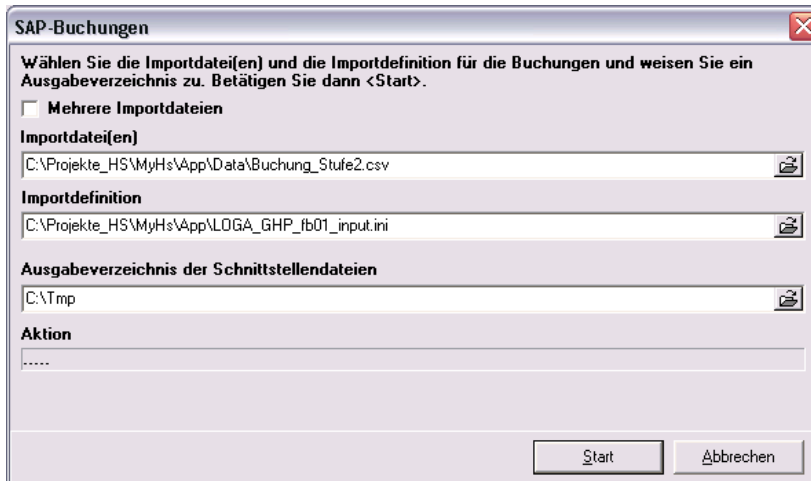 SAP-Buchungen
Wählen Sie die Importdatei(en) und die Importdefinition für die Buchungen und weisen Sie ein
Ausgabeverzeichnis zu. Betätigen Sie dann <Start>.
Mehrere Importdateien
Importdatei(en)
C:\Projekte_HS\MyHs\App\Data\Buchung_Stufe2.csv
Importdefinition
C:\Projekte_HS\MyHs\App\LOGA_GHP_fb01_input.ini
Ausgabeverzeichnis der Schnittstellendateien
C:\Tmp
Aktion
.....
Start Abbrechen